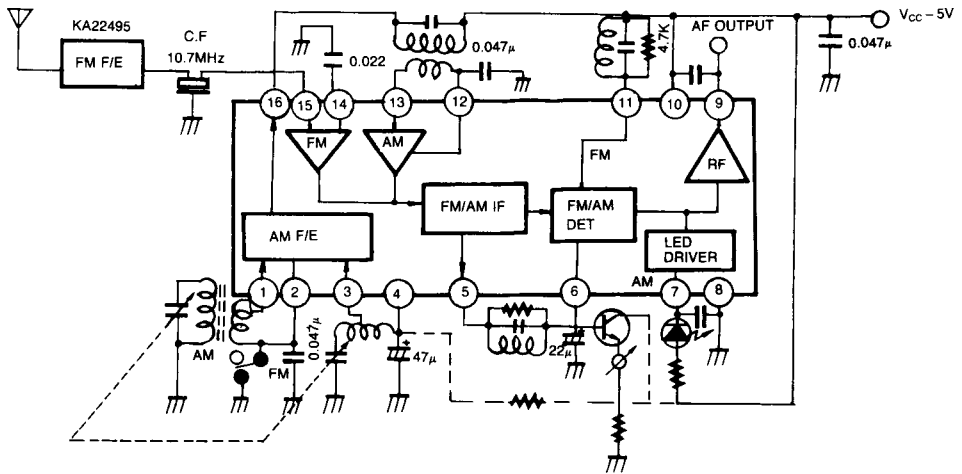 KA22495
FM F/E
C.F
10.7MHz
0.022
0.047μ
4.7K
AF OUTPUT
VCC – 5V
0.047μ
16
15
14
13
12
11
10
9
FM
AM
FM
RF
FM/AM IF
FM/AM
DET
AM F/E
LED
DRIVER
AM
1
2
3
4
5
6
7
8
AM
FM
0.047μ
+
47μ
22μ
+